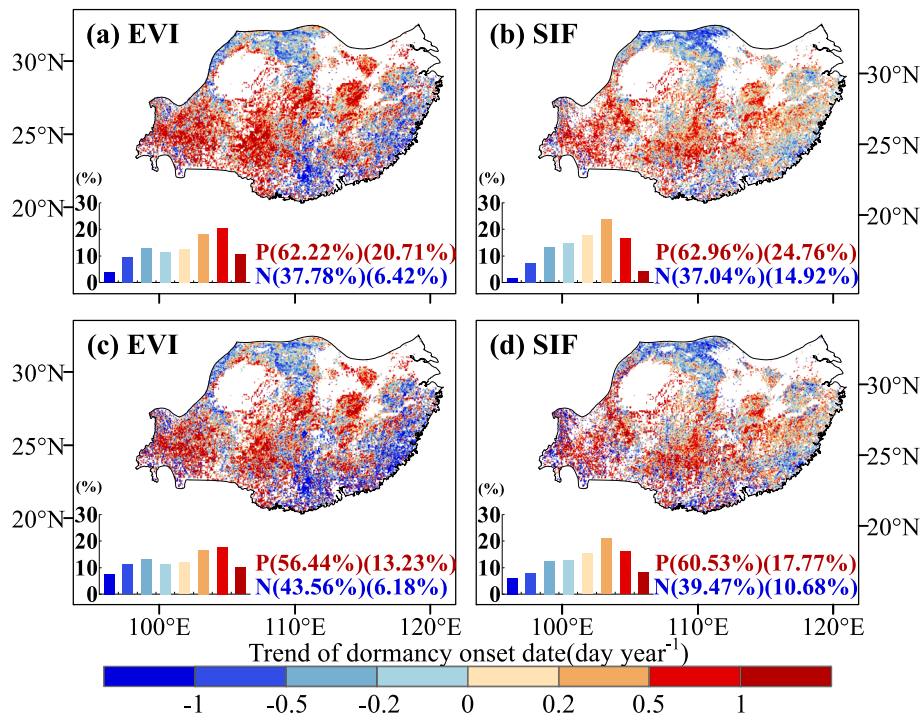 (a) EVI
(b) SIF
30°N
25°N
20°N
30°N
25°N
20°N
(%)
30
20
10
0
P(62.22%)(20.71%)
N(37.78%)(6.42%)
(%)
30
20
10
0
P(62.96%)(24.76%)
N(37.04%)(14.92%)
100°E
110°E
120°E
(c) EVI
(d) SIF
30°N
25°N
20°N
30°N
25°N
20°N
(%)
30
20
10
0
P(56.44%)(13.23%)
N(43.56%)(6.18%)
(%)
30
20
10
0
P(60.53%)(17.77%)
N(39.47%)(10.68%)
100°E 110°E 120°E 100°E 110°E 120°E
Trend of dormancy onset date(day year⁻¹)
-1 -0.5 -0.2 0 0.2 0.5 1